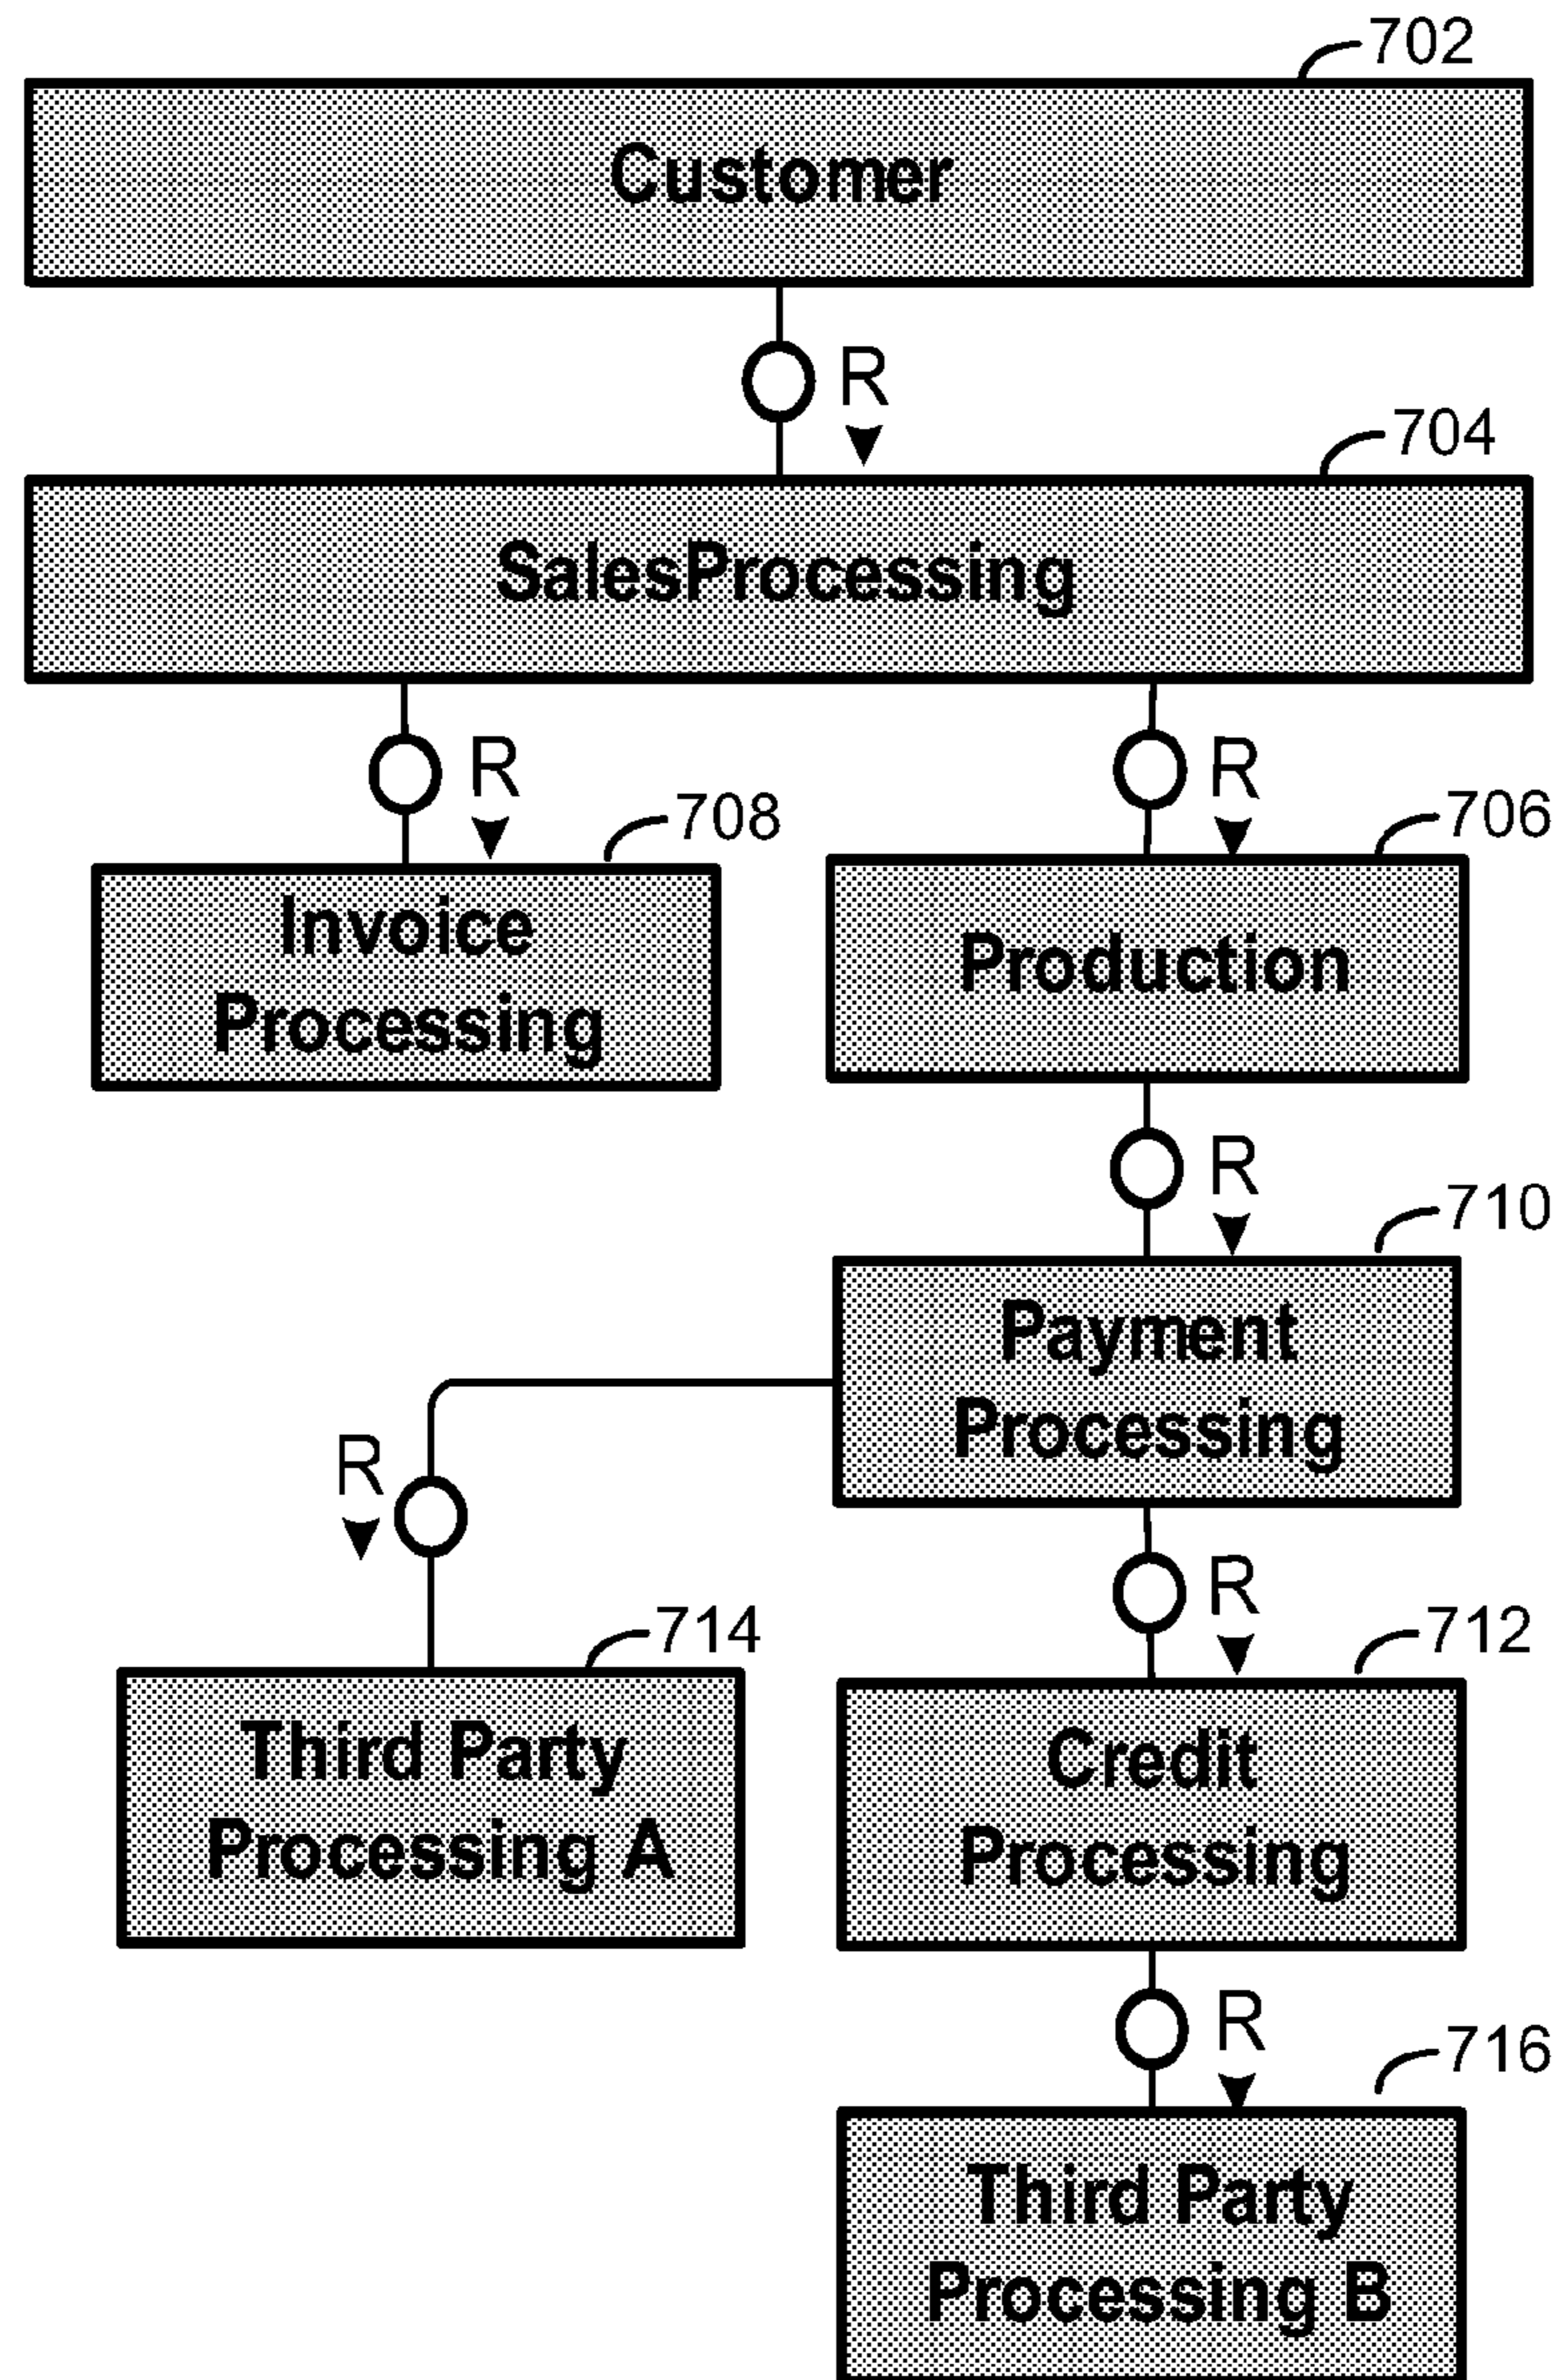 702
Customer
R
704
SalesProcessing
R
R
708
706
Invoice
Processing
Production
R
710
Payment
Processing
R
R
714
712
Third Party
Processing A
Credit
Processing
R
716
Third Party
Processing B